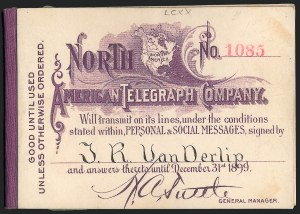 NORTH No. 1085
AMERICAN TELEGRAPH COMPANY.
Will transmit on its lines, under the conditions
stated within, PERSONAL & SOCIAL MESSAGES, signed by
J. R. Van Derlip
and answers thereto until December 31st 1899.
GENERAL MANAGER.
GOOD UNTIL USED
UNLESS OTHERWISE ORDERED.